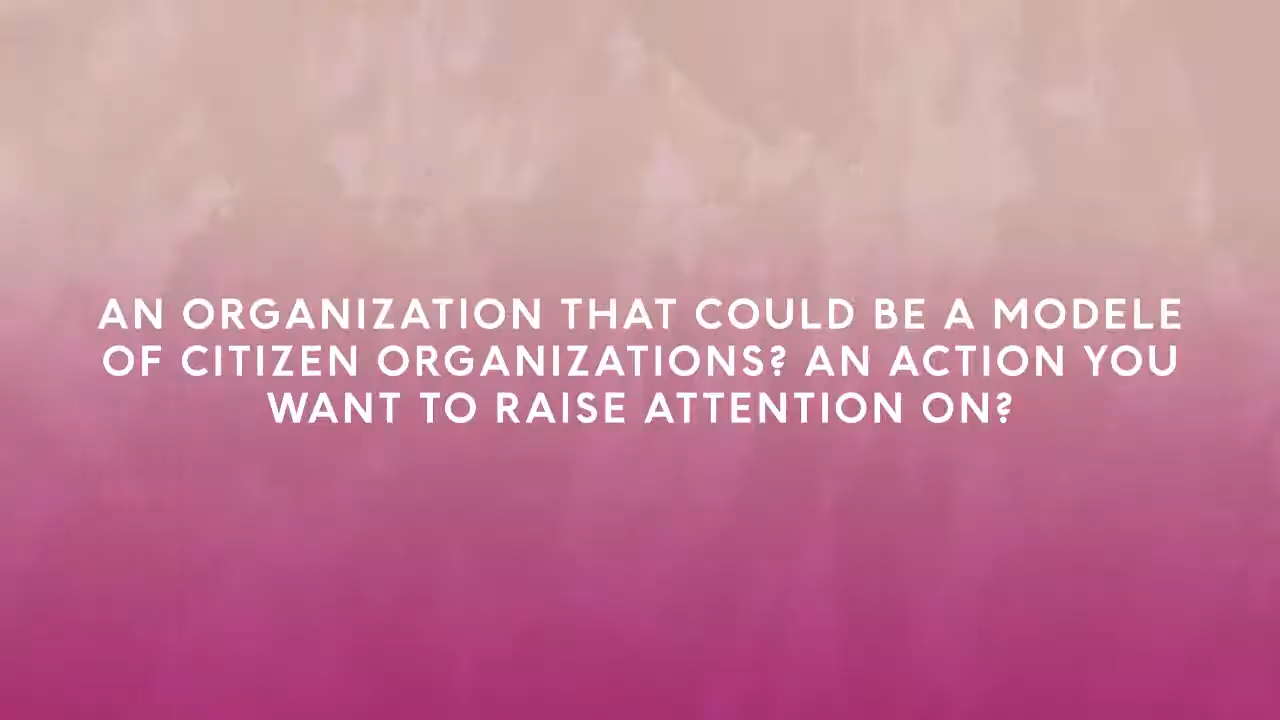 AN ORGANIZATION THAT COULD BE A MODELE
OF CITIZEN ORGANIZATIONS? AN ACTION YOU
WANT TO RAISE ATTENTION ON?